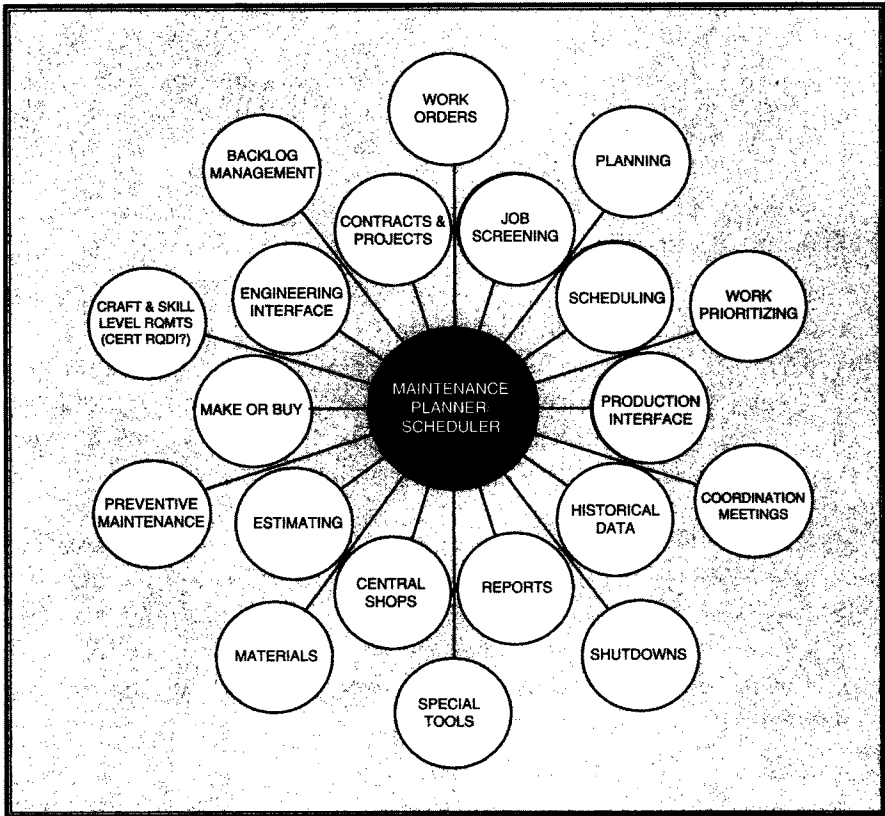 WORK
ORDERS
BACKLOG
MANAGEMENT
PLANNING
CONTRACTS &
PROJECTS
JOB
SCREENING
ENGINEERING
INTERFACE
SCHEDULING
WORK
PRIORITIZING
CRAFT & SKILL
LEVEL RQMTS
(CERT RQDI?)
MAKE OR BUY
MAINTENANCE
PLANNER
SCHEDULER
PRODUCTION
INTERFACE
PREVENTIVE
MAINTENANCE
ESTIMATING
HISTORICAL
DATA
COORDINATION
MEETINGS
CENTRAL
SHOPS
REPORTS
MATERIALS
SHUTDOWNS
SPECIAL
TOOLS